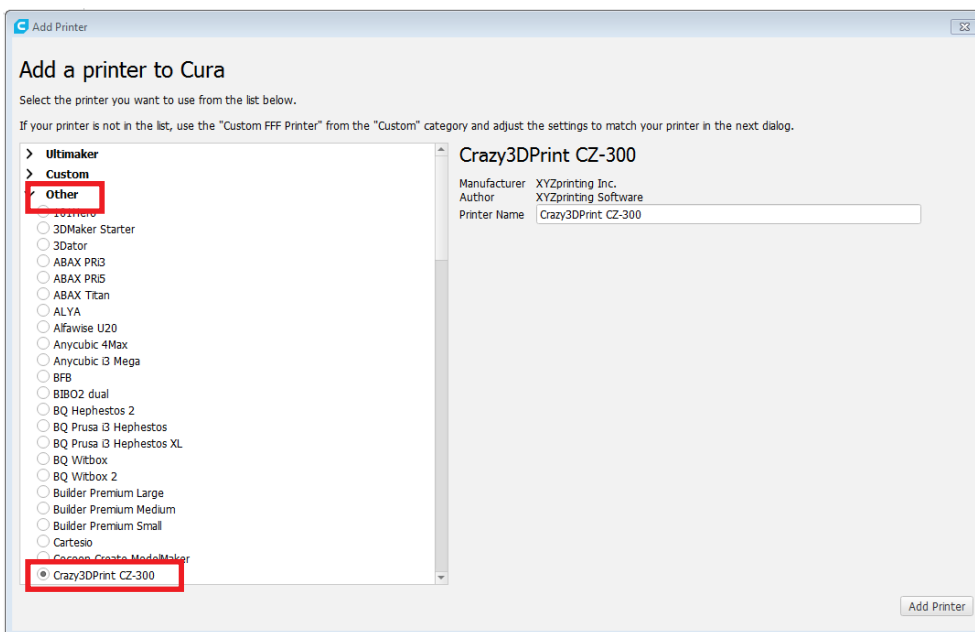 Add Printer
Add a printer to Cura
Select the printer you want to use from the list below.
If your printer is not in the list, use the "Custom FFF Printer" from the "Custom" category and adjust the settings to match your printer in the next dialog.
Ultimaker
Custom
Other
101Hero
3DMaker Starter
3Dator
ABAX PRi3
ABAX PRi5
ABAX Titan
ALYA
Alfawise U20
Anycubic 4Max
Anycubic i3 Mega
BFB
BIBO2 dual
BQ Hephestos 2
BQ Prusa i3 Hephestos
BQ Prusa i3 Hephestos XL
BQ Witbox
BQ Witbox 2
Builder Premium Large
Builder Premium Medium
Builder Premium Small
Cartesio
Cocoon Create ModelMaker
Crazy3DPrint CZ-300
Crazy3DPrint CZ-300
Manufacturer XYZprinting Inc.
Author XYZprinting Software
Printer Name Crazy3DPrint CZ-300
Add Printer